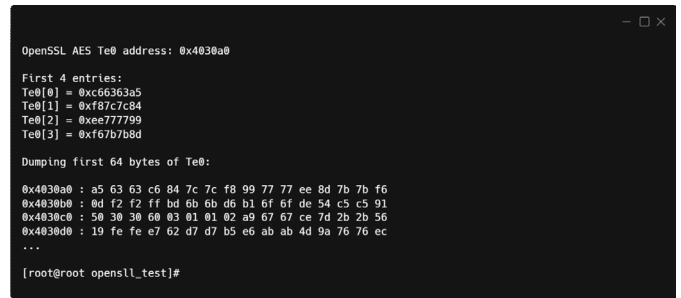 OpenSSL AES Te0 address: 0x4030a0
First 4 entries:
Te0[0] = 0xc66363a5
Te0[1] = 0xf87c7c84
Te0[2] = 0xee777799
Te0[3] = 0xf67b7b8d
Dumping first 64 bytes of Te0:
0x4030a0 : a5 63 63 c6 84 7c 7c f8 99 77 77 ee 8d 7b 7b f6
0x4030b0 : 0d f2 f2 ff bd 6b 6b d6 b1 6f 6f de 54 c5 c5 91
0x4030c0 : 50 30 30 60 03 01 01 02 a9 67 67 ce 7d 2b 2b 56
0x4030d0 : 19 fe fe e7 62 d7 d7 b5 e6 ab ab 4d 9a 76 76 ec
...
[root@root opensll_test]#